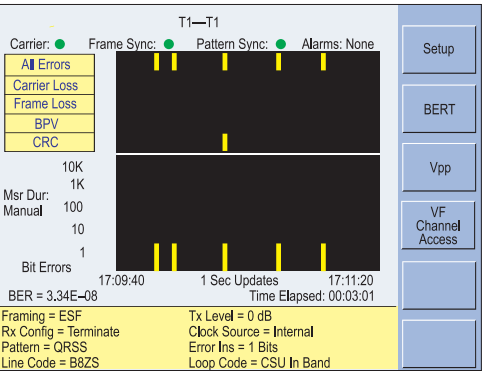 T1—T1
Carrier: Frame Sync: Pattern Sync: Alarms: None
All Errors
Carrier Loss
Frame Loss
BPV
CRC
10K
1K
Msr Dur:
Manual
100
10
1
Bit Errors
17:09:40 1 Sec Updates 17:11:20
BER = 3.34E–08 Time Elapsed: 00:03:01
Framing = ESF Tx Level = 0 dB
Rx Config = Terminate Clock Source = Internal
Pattern = QRSS Error Ins = 1 Bits
Line Code = B8ZS Loop Code = CSU In Band
Setup
BERT
Vpp
VF
Channel
Access